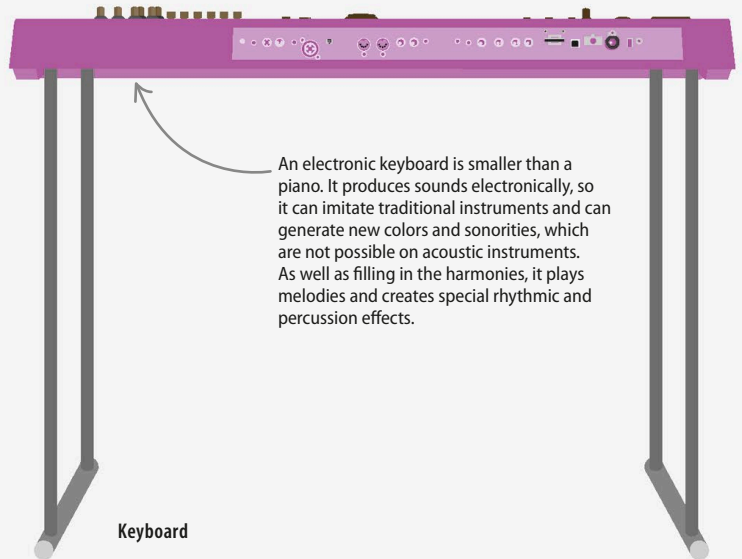 An electronic keyboard is smaller than a
piano. It produces sounds electronically, so
it can imitate traditional instruments and can
generate new colors and sonorities, which
are not possible on acoustic instruments.
As well as filling in the harmonies, it plays
melodies and creates special rhythmic and
percussion effects.
Keyboard